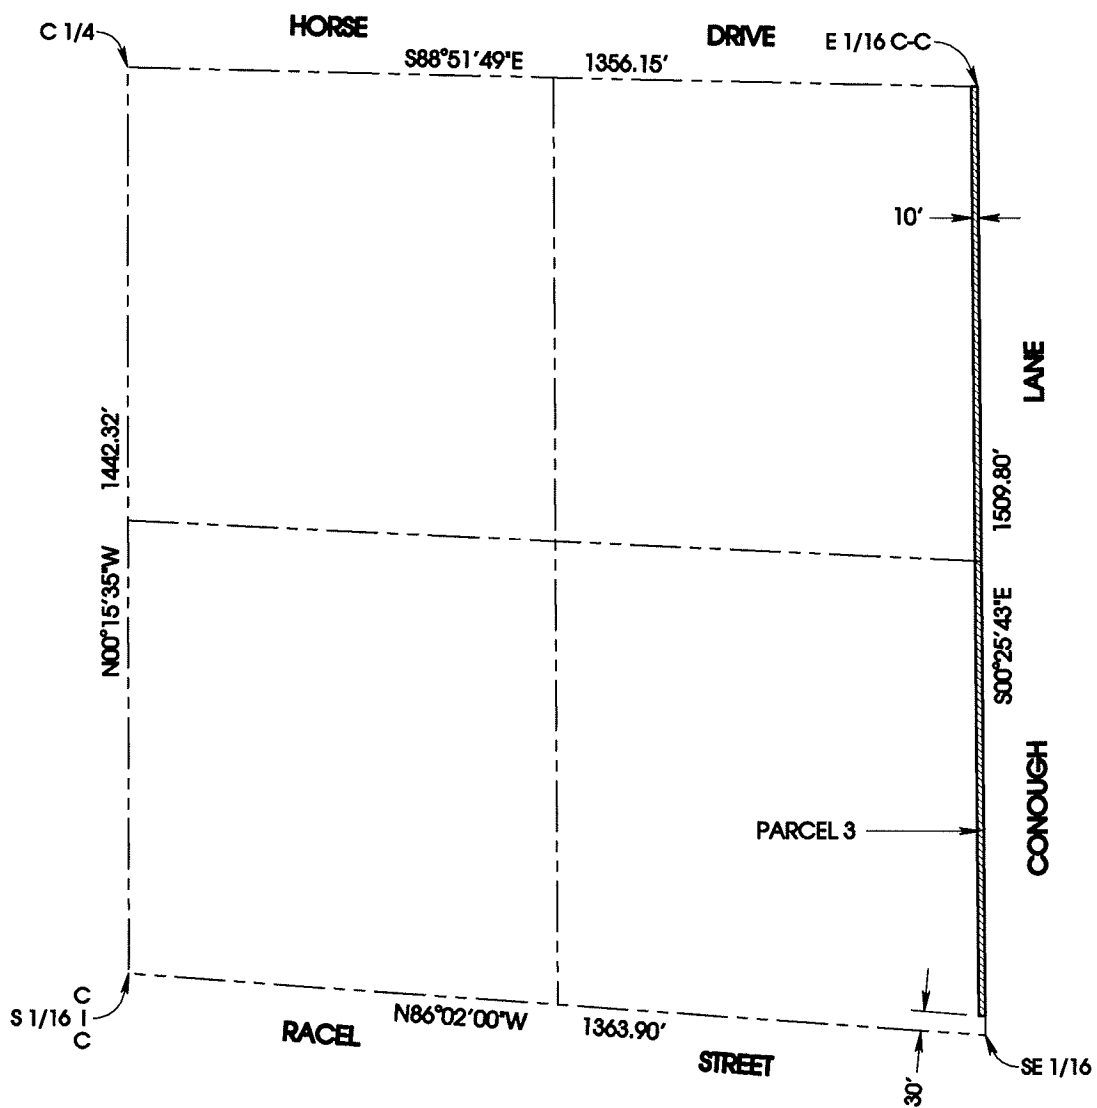 C 1/4
HORSE DRIVE
S88°51'49"E 1356.15'
E 1/16 C-C
10'
LANE
1442.32'
1509.80'
N00°15'35"W
S00°25'43"E
PARCEL 3
CONOUGH
S 1/16 C-C
N86°02'00"W 1363.90'
RACEL STREET
30'
SE 1/16